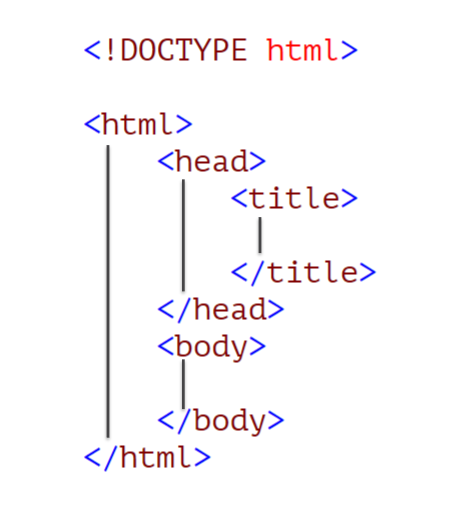 <!DOCTYPE html>
<html>
<head>
<title>
</title>
</head>
<body>
</body>
</html>